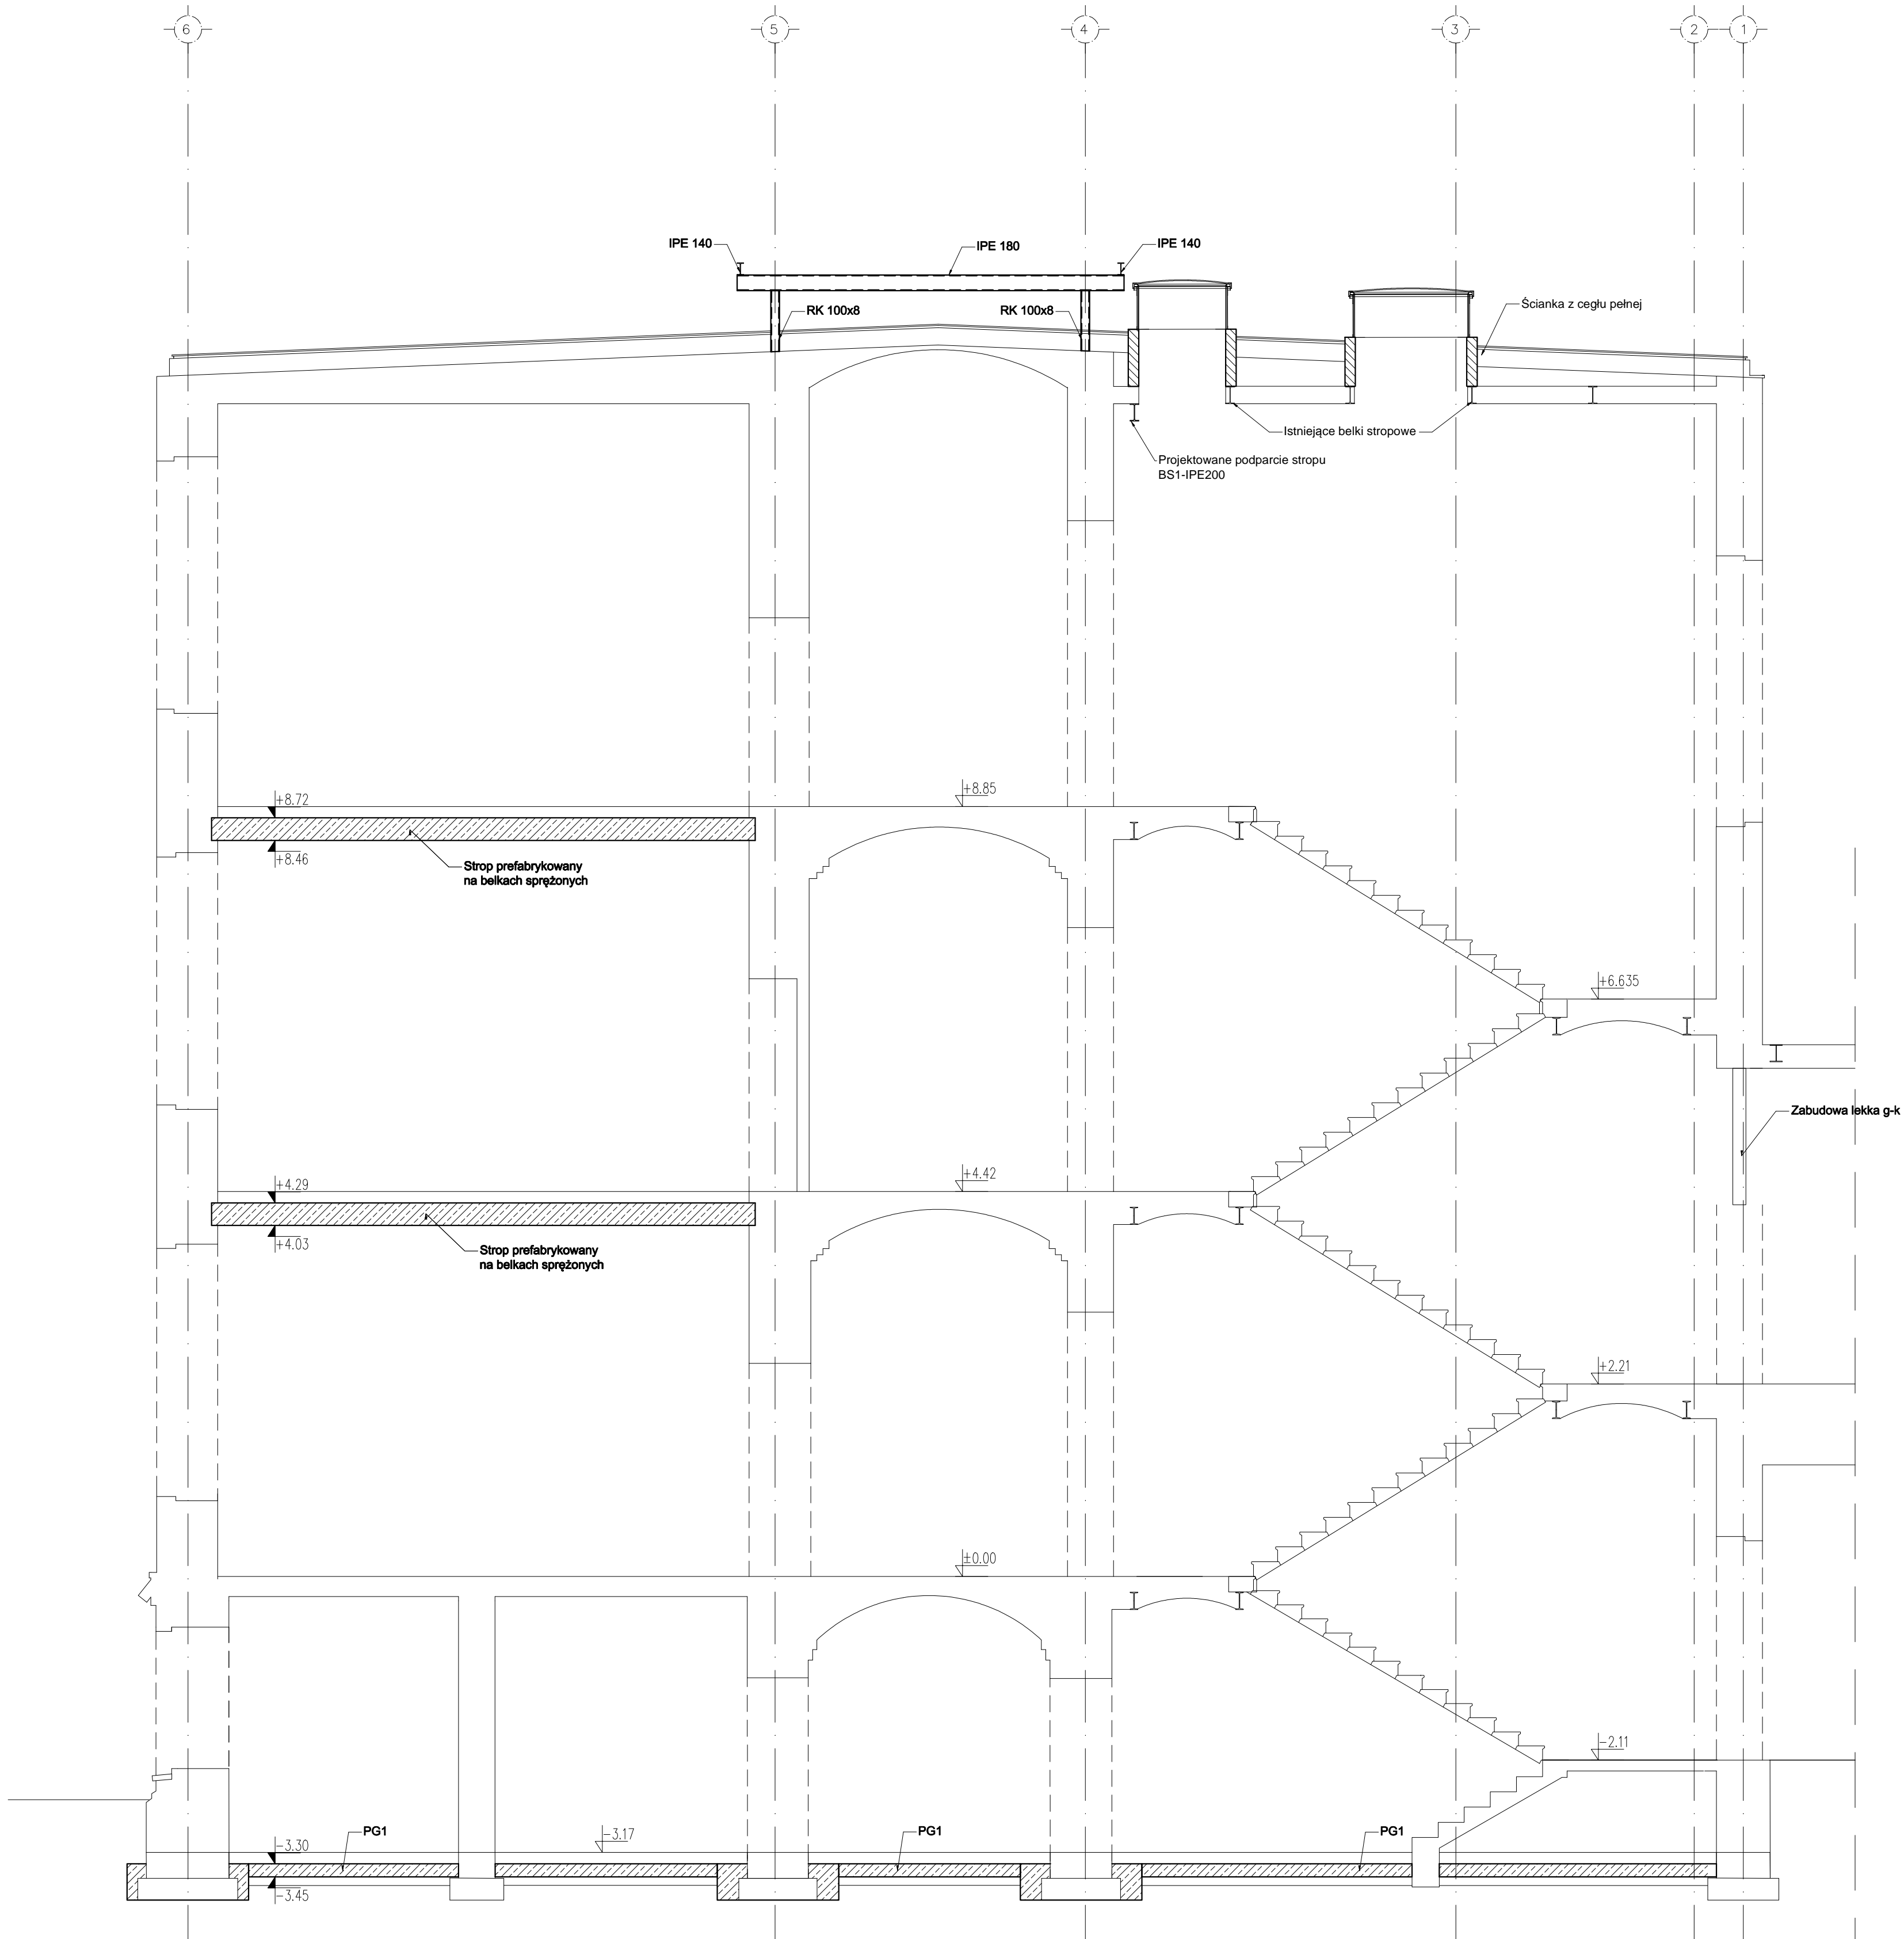 6
5
4
3
2
1
IPE 140
IPE 180
IPE 140
RK 100x8
RK 100x8
Ścianka z cegłu pełnej
Istniejące belki stropowe
Projektowane podparcie stropu
BS1-IPE200
+8.72
+8.85
+8.46
Strop prefabrykowany
na belkach sprężonych
+6.635
Zabudowa lekka g-k
+4.29
+4.42
+4.03
Strop prefabrykowany
na belkach sprężonych
+2.21
±0.00
-2.11
-3.30
PG1
-3.17
PG1
PG1
-3.45